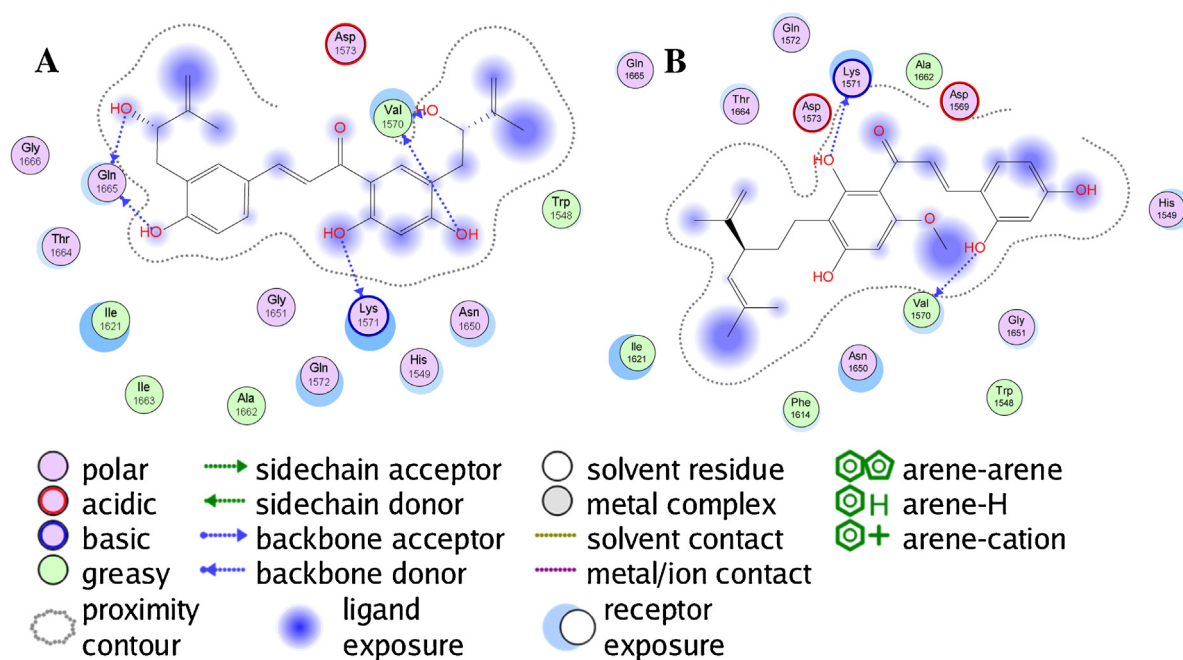 A
Asp
1573
HO
O
Val
1570
HO
Gly
1666
Gln
1665
HO
HO
OH
Trp
1548
Thr
1664
Ile
1621
Gly
1651
Lys
1571
Asn
1650
Ile
1663
Ala
1662
Gln
1572
His
1549
B
Gln
1572
Gln
1665
Lys
1571
Ala
1662
Thr
1664
Asp
1573
Asp
1569
HO
O
OH
His
1549
O
HO
HO
Val
1570
Gly
1651
Ile
1621
Asn
1650
Phe
1614
Trp
1548
polar
acidic
basic
greasy
proximity
contour
sidechain acceptor
sidechain donor
backbone acceptor
backbone donor
ligand
exposure
solvent residue
metal complex
solvent contact
metal/ion contact
receptor
exposure
arene-arene
H arene-H
+ arene-cation